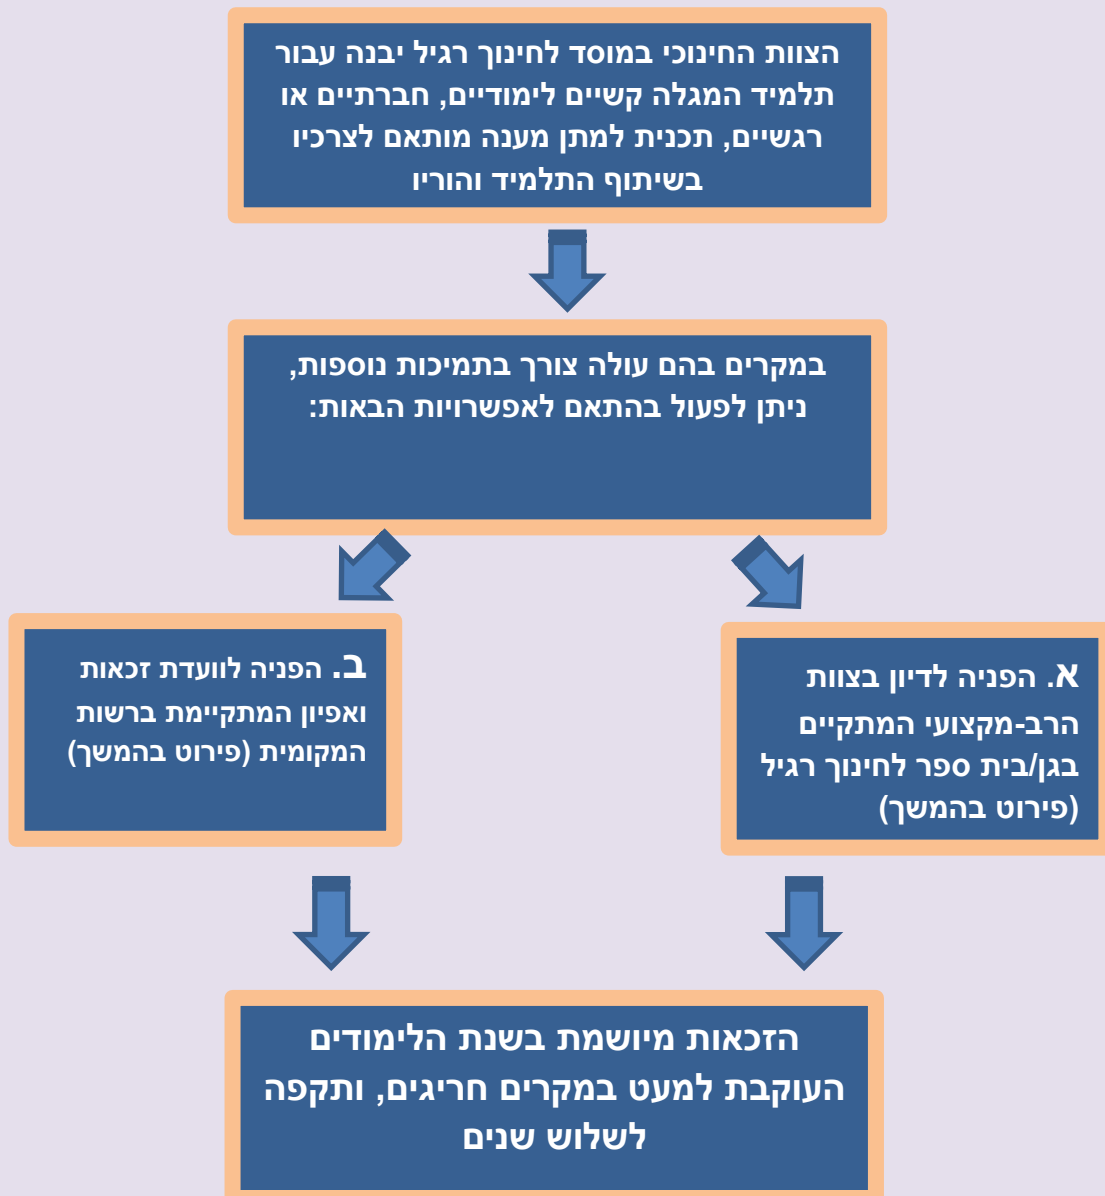 הצוות החינוכי במוסד לחינוך רגיל יבנה עבור
תלמיד המגלה קשיים לימודיים, חברתיים או
רגשיים, תכנית למתן מענה מותאם לצרכיו
בשיתוף התלמיד והוריו
במקרים בהם עולה צורך בתמיכות נוספות,
ניתן לפעול בהתאם לאפשרויות הבאות:
א. הפניה לדיון בצוות
הרב-מקצועי המתקיים
בגן/בית ספר לחינוך רגיל
(פירוט בהמשך)
ב. הפניה לוועדת זכאות
ואפיון המתקיימת ברשות
המקומית (פירוט בהמשך)
הזכאות מיושמת בשנת הלימודים
העוקבת למעט במקרים חריגים, ותקפה
לשלוש שנים